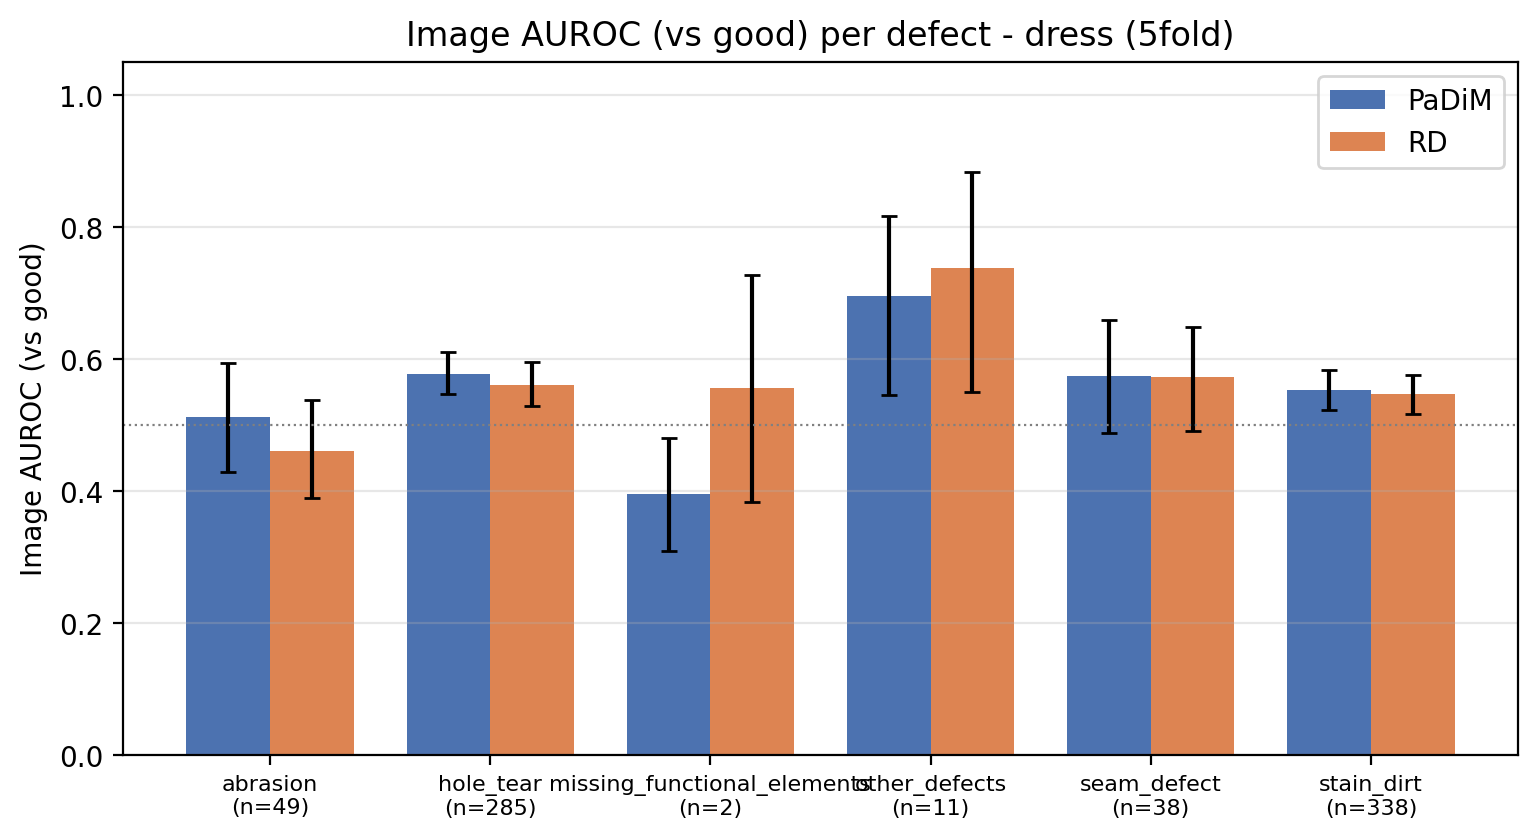 Image AUROC (vs good) per defect - dress (5fold)
PaDiM
RD
Image AUROC (vs good)
1.0
0.8
0.6
0.4
0.2
0.0
abrasion
(n=49)
hole_tear
(n=285)
missing_functional_elements
(n=2)
other_defects
(n=11)
seam_defect
(n=38)
stain_dirt
(n=338)